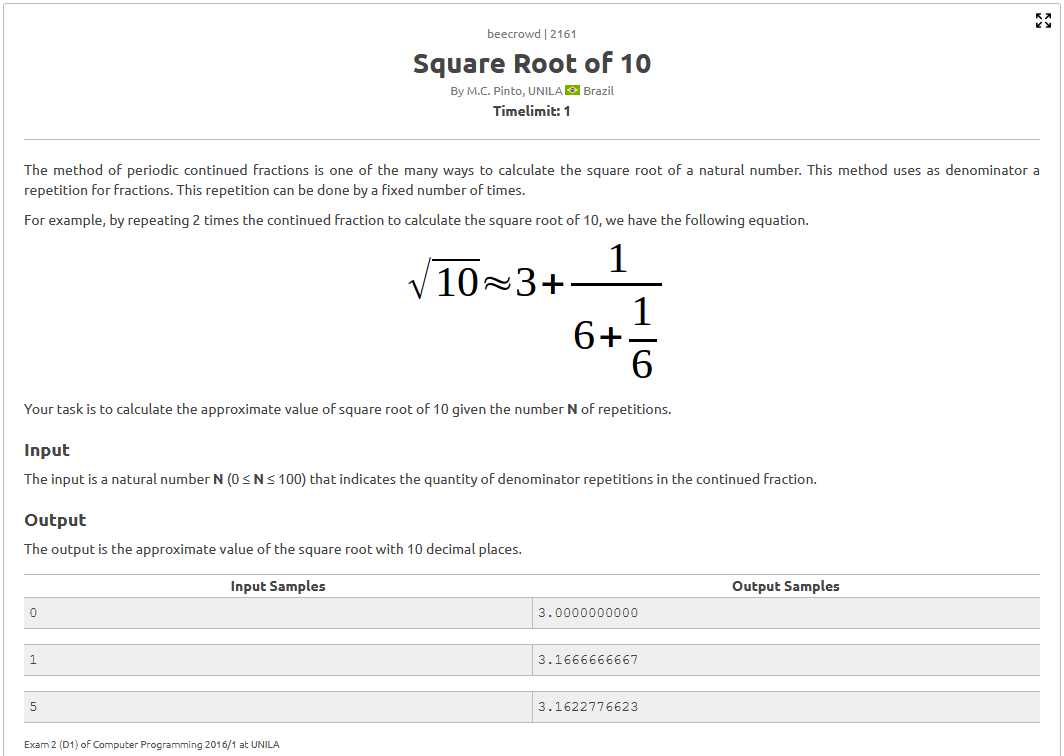 beecrowd | 2161
Square Root of 10
By M.C. Pinto, UNILA Brazil
Timelimit: 1
The method of periodic continued fractions is one of the many ways to calculate the square root of a natural number. This method uses as denominator a
repetition for fractions. This repetition can be done by a fixed number of times.
For example, by repeating 2 times the continued fraction to calculate the square root of 10, we have the following equation.
1
√10≈3+
1
6+
6
Your task is to calculate the approximate value of square root of 10 given the number N of repetitions.
Input
The input is a natural number N (0 ≤ N ≤ 100) that indicates the quantity of denominator repetitions in the continued fraction.
Output
The output is the approximate value of the square root with 10 decimal places.
Input Samples Output Samples
0 3.0000000000
1 3.1666666667
5 3.1622776623
Exam 2 (D1) of Computer Programming 2016/1 at UNILA